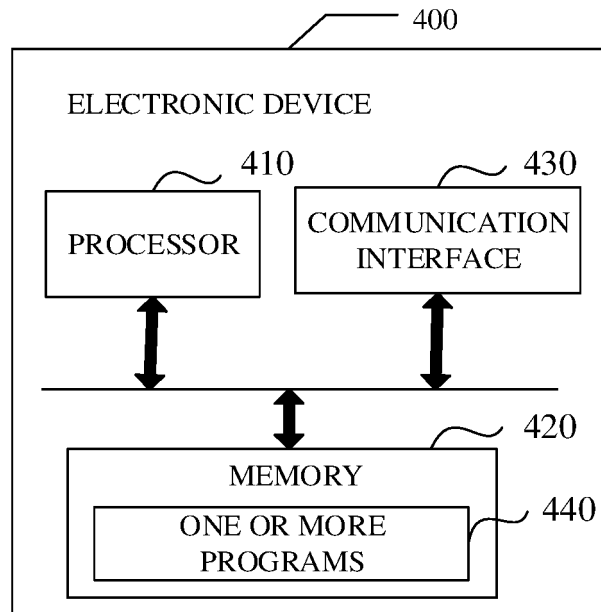 400
ELECTRONIC DEVICE
410
430
PROCESSOR
COMMUNICATION
INTERFACE
420
MEMORY
440
ONE OR MORE
PROGRAMS